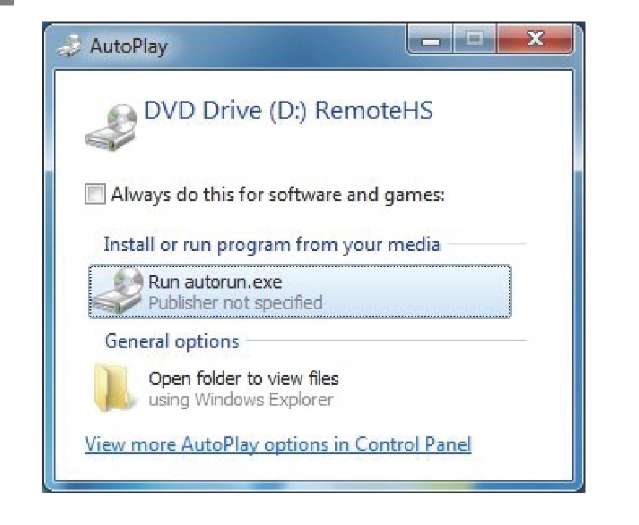 AutoPlay
DVD Drive (D:) RemoteHS
Always do this for software and games:
Install or run program from your media
Run autorun.exe
Publisher not specified
General options
Open folder to view files
using Windows Explorer
View more AutoPlay options in Control Panel